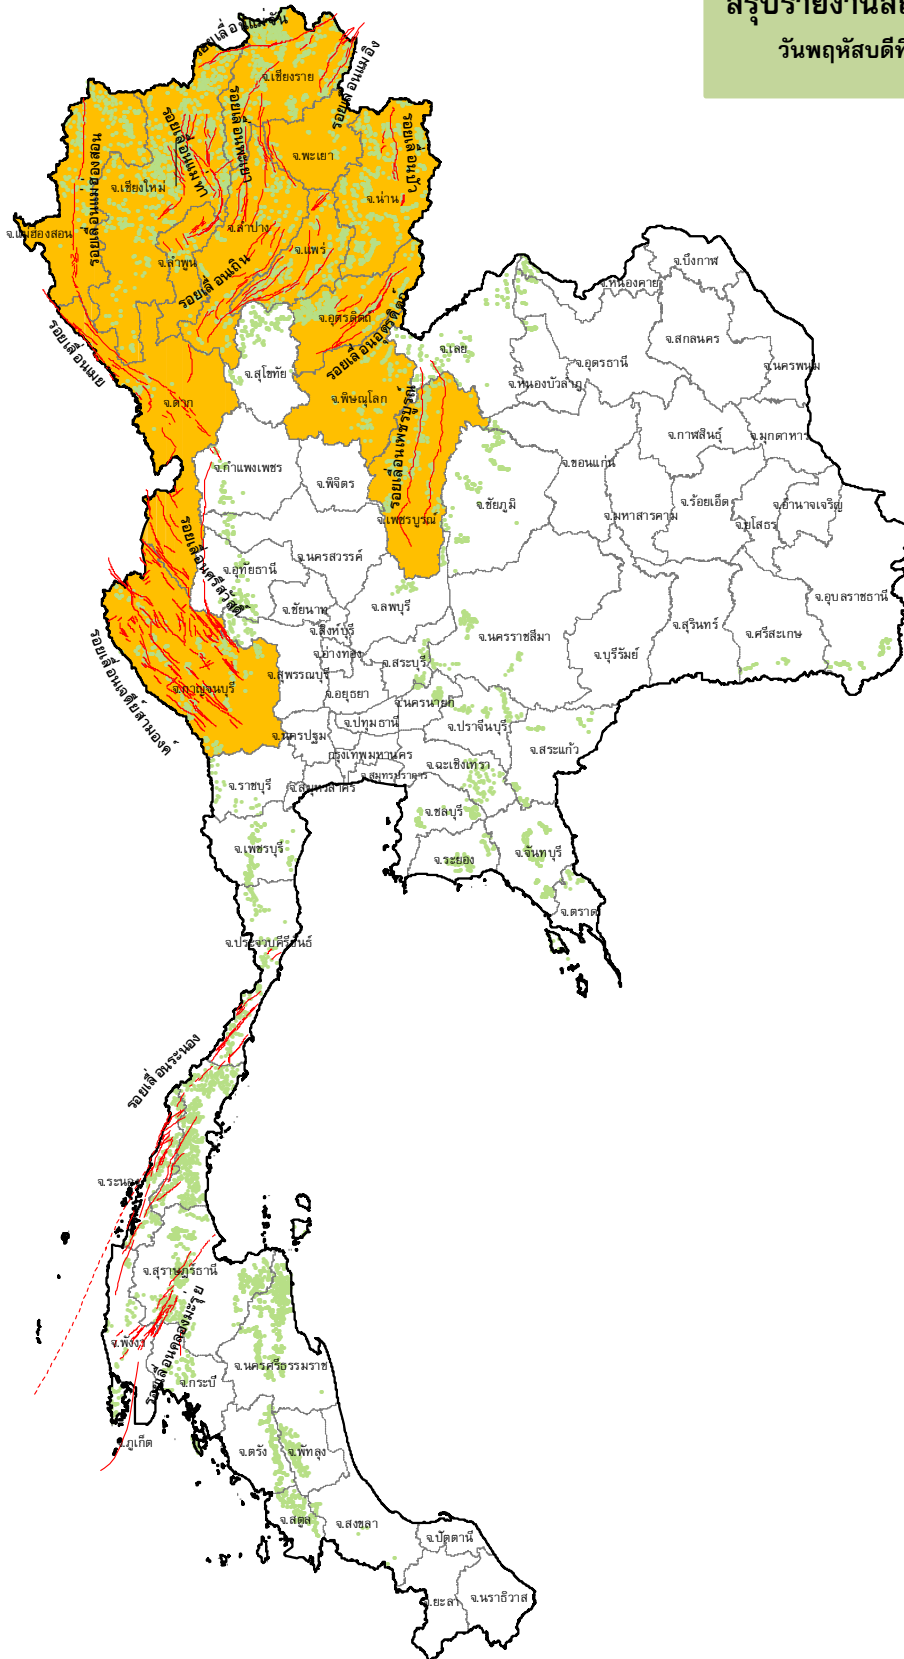 สรุปรายงาน
วันพฤหัสบดีที่
รอยเลื่อนแม่จัน
จ.เชียงราย
รอยเลื่อนแม่อิง
รอยเลื่อนพะเยา
รอยเลื่อนแม่ทา
รอยเลื่อนปัว
รอยเลื่อนแม่ฮ่องสอน
จ.พะเยา
จ.เชียงใหม่
จ.น่าน
จ.ลำปาง
จ.แม่ฮ่องสอน
จ.แพร่
จ.ลำพูน
รอยเลื่อนเถิน
จ.บึงกาฬ
จ.หนองคาย
จ.อุตรดิตถ์
รอยเลื่อนอุตรดิตถ์
รอยเลื่อนเมย
จ.เลย
จ.สกลนคร
จ.อุดรธานี
จ.นครพนม
จ.สุโขทัย
จ.หนองบัวลำภู
จ.ตาก
จ.พิษณุโลก
รอยเลื่อนเพชรบูรณ์
จ.กาฬสินธุ์
จ.มุกดาหาร
จ.กำแพงเพชร
จ.ขอนแก่น
จ.พิจิตร
จ.ชัยภูมิ
จ.ร้อยเอ็ด
จ.อำนาจเจริญ
จ.เพชรบูรณ์
จ.มหาสารคาม
จ.ยโสธร
รอยเลื่อนศรีสวัสดิ์
จ.นครสวรรค์
จ.อุทัยธานี
จ.อุบลราชธานี
จ.ชัยนาท
จ.ลพบุรี
จ.สิงห์บุรี
จ.นครราชสีมา
จ.สุรินทร์
จ.ศรีสะเกษ
จ.อ่างทอง
จ.บุรีรัมย์
จ.สระบุรี
จ.สุพรรณบุรี
รอยเลื่อนเจดีย์สามองค์
จ.กาญจนบุรี
จ.อยุธยา
จ.นครนายก
จ.ปทุมธานี
จ.ปราจีนบุรี
จ.นครปฐม
จ.สระแก้ว
กรุงเทพมหานคร
จ.ฉะเชิงเทรา
จ.สมุทรปราการ
จ.ราชบุรี
จ.สมุทรสาคร
จ.ชลบุรี
จ.เพชรบุรี
จ.ระยอง
จ.จันทบุรี
จ.ตราด
จ.ประจวบคีรีขันธ์
รอยเลื่อนระนอง
จ.ระนอง
จ.สุราษฎร์ธานี
รอยเลื่อนคลองมะรุ่ย
จ.พังงา
จ.นครศรีธรรมราช
จ.กระบี่
จ.ภูเก็ต
จ.ตรัง
จ.พัทลุง
จ.สตูล
จ.สงขลา
จ.ปัตตานี
จ.ยะลา
จ.นราธิวาส